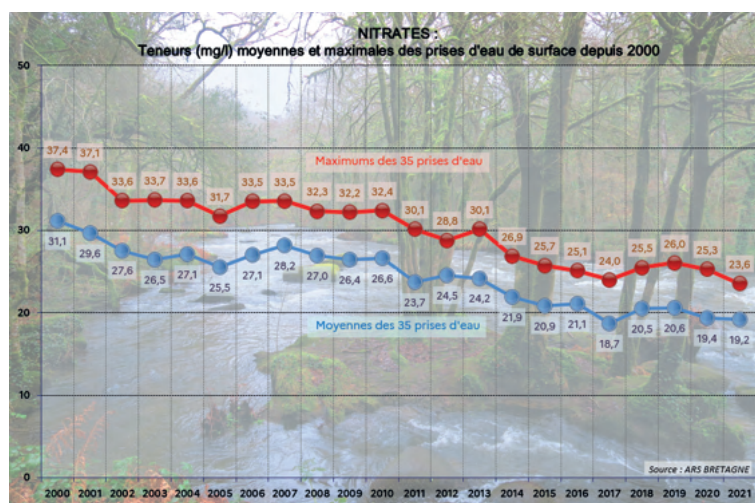 NITRATES :
Teneurs (mg/l) moyennes et maximales des prises d'eau de surface depuis 2000
50
40
30
20
10
0
37,4 37,1 33,6 33,7 33,6 31,7 33,5 33,5 32,3 32,2 32,4 30,1 28,8 30,1 26,9 25,7 25,1 24,0 25,5 26,0 25,3 23,6
Maximums des 35 prises d'eau
31,1 29,6 27,6 26,5 27,1 25,5 27,1 28,2 27,0 26,4 26,6 23,7 24,5 24,2 21,9 20,9 21,1 18,7 20,5 20,6 19,4 19,2
Moyennes des 35 prises d'eau
Source : ARS BRETAGNE
2000 2001 2002 2003 2004 2005 2006 2007 2008 2009 2010 2011 2012 2013 2014 2015 2016 2017 2018 2019 2020 2021